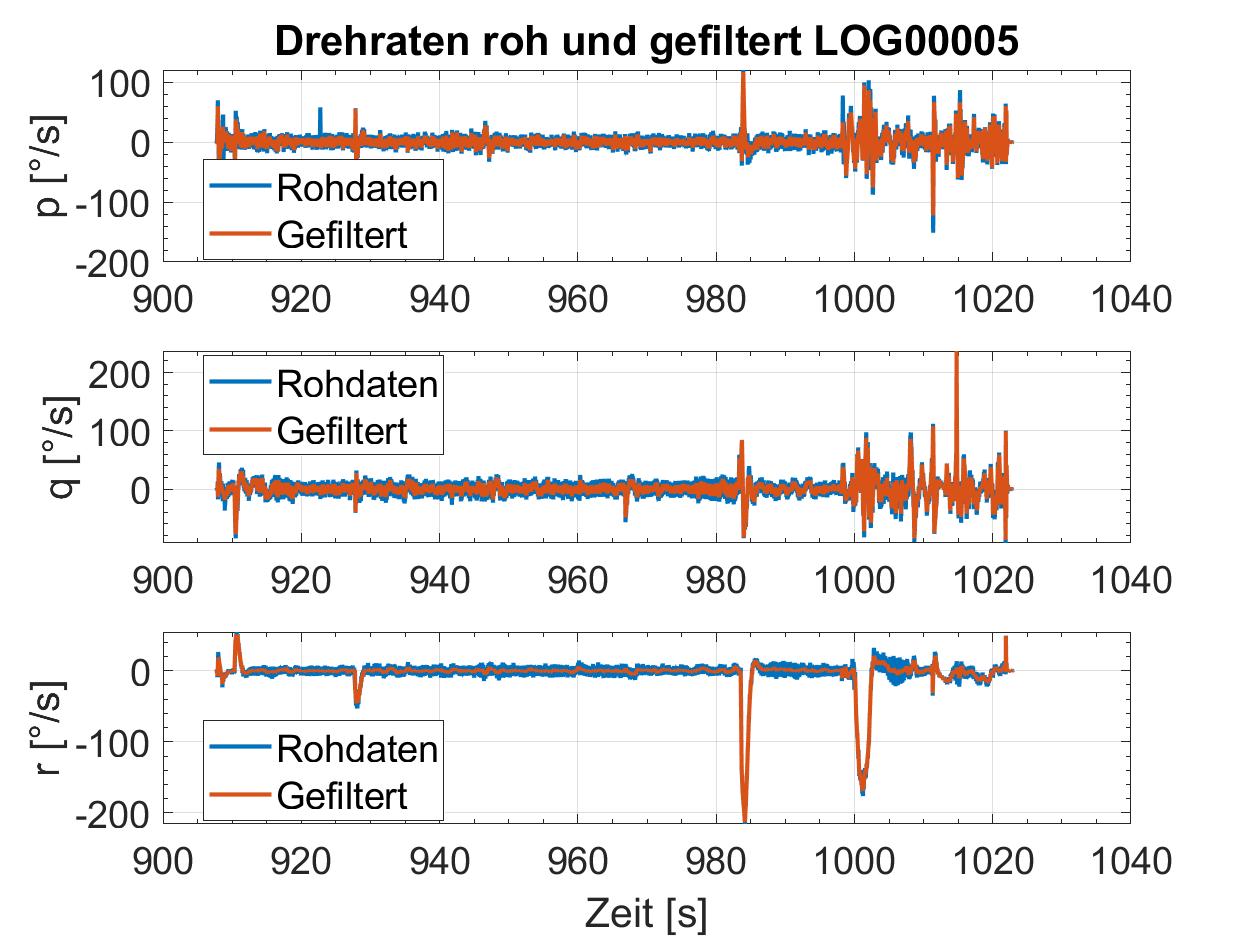 Drehraten roh und gefiltert LOG00005
p [°/s]
100
0
-100
-200
Rohdaten
Gefiltert
900 920 940 960 980 1000 1020 1040
q [°/s]
200
100
0
Rohdaten
Gefiltert
900 920 940 960 980 1000 1020 1040
r [°/s]
0
-100
-200
Rohdaten
Gefiltert
900 920 940 960 980 1000 1020 1040
Zeit [s]